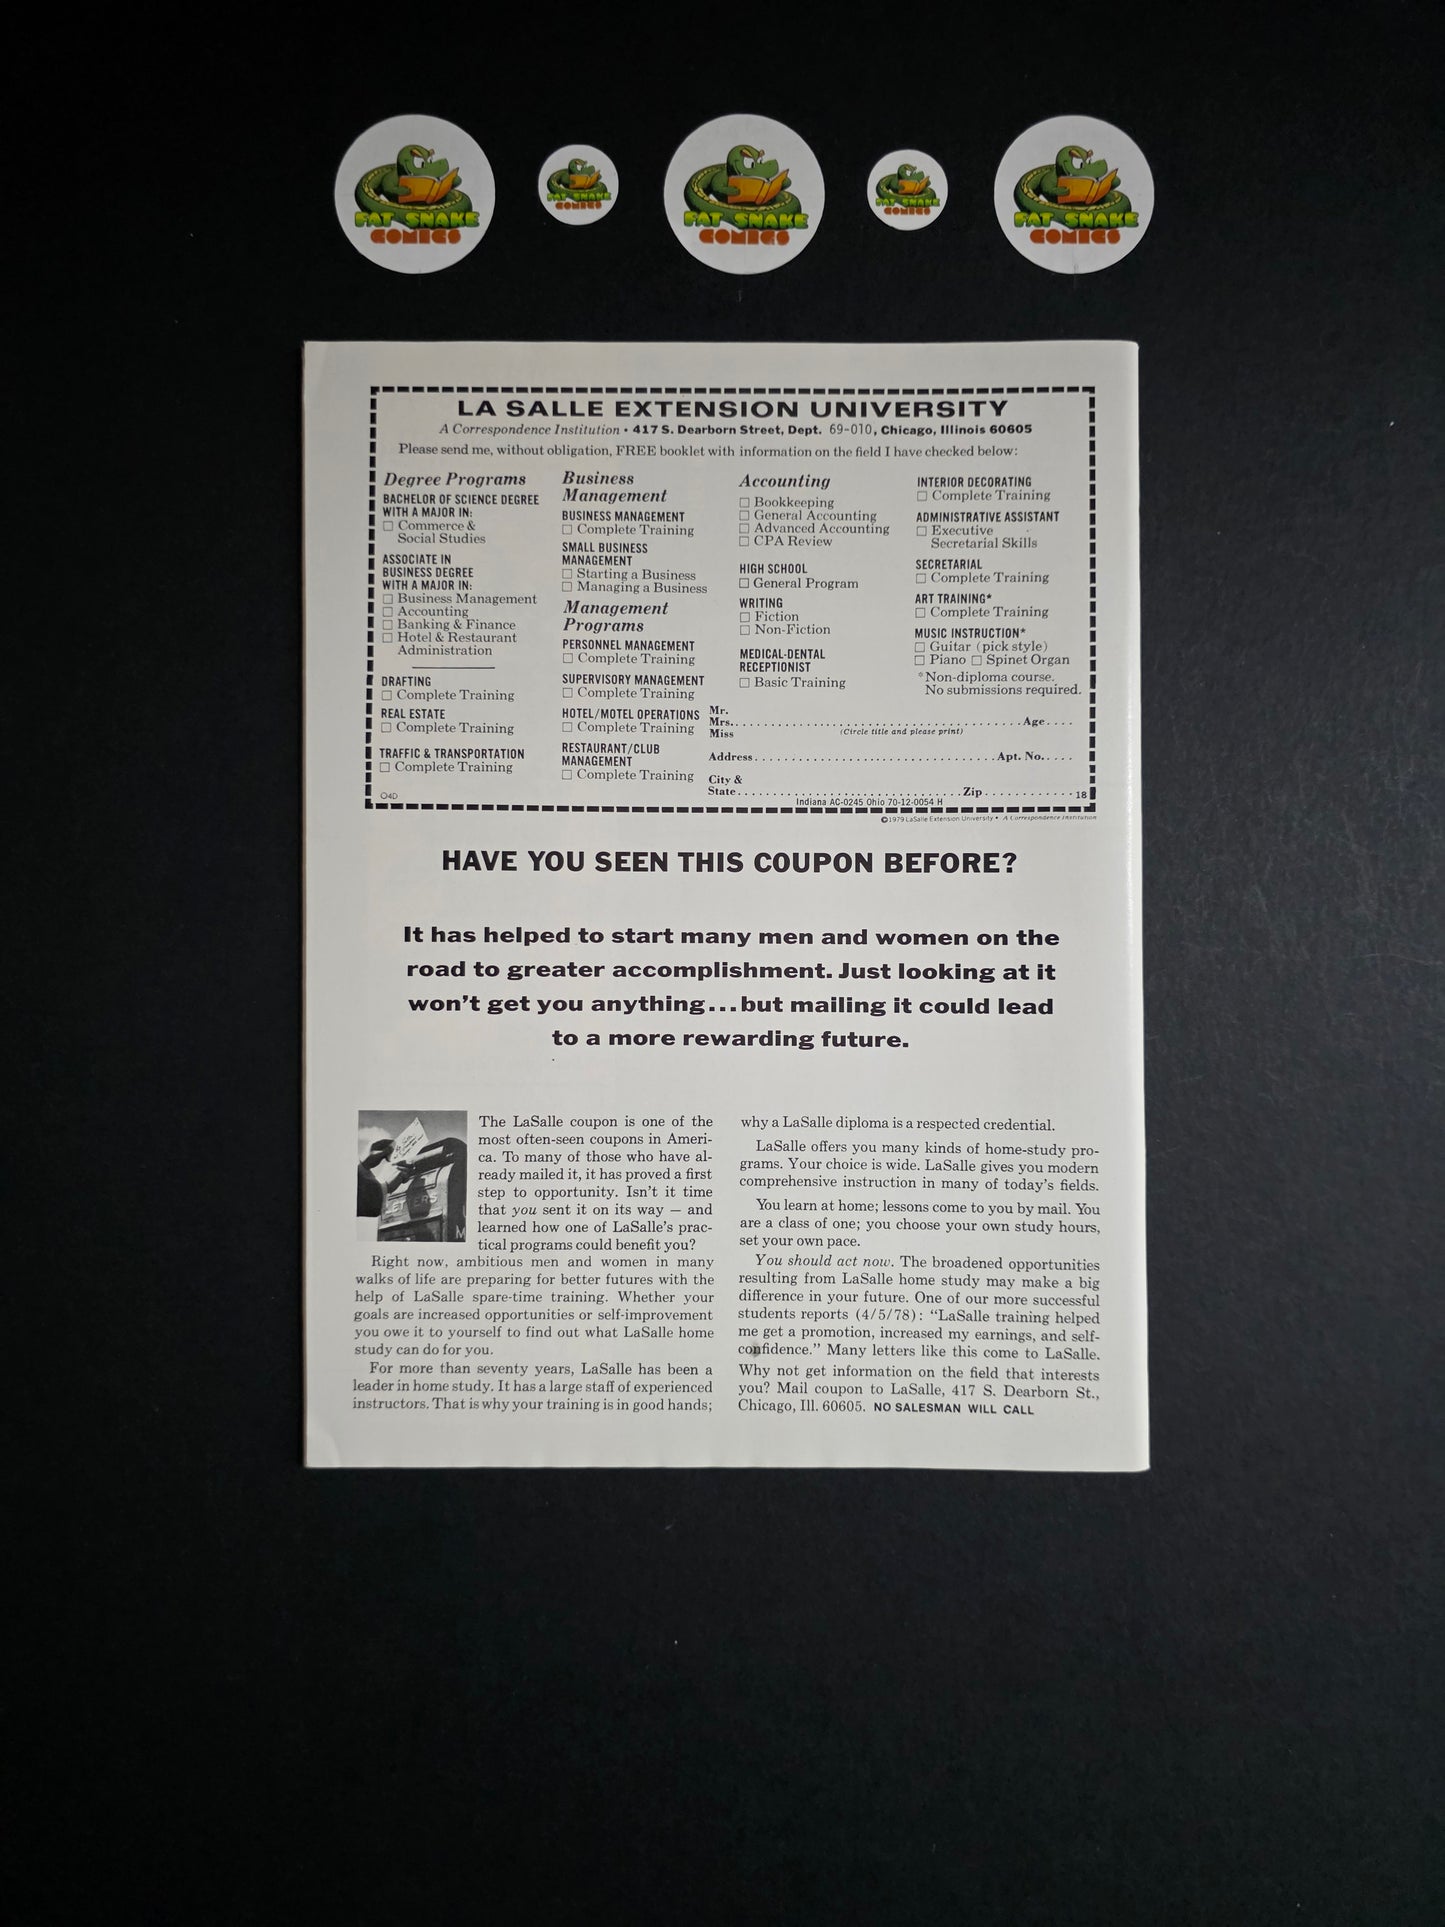 FAT SNAKE
COMICS
FAT SNAKE
COMICS
FAT SNAKE
COMICS
FAT SNAKE
COMICS
FAT SNAKE
COMICS
LA SALLE EXTENSION UNIVERSITY
A Correspondence Institution • 417 S. Dearborn Street, Dept. 69-010, Chicago, Illinois 60605
Please send me, without obligation, FREE booklet with information on the field I have checked below:
Degree Programs
BACHELOR OF SCIENCE DEGREE
WITH A MAJOR IN:
□ Commerce &
Social Studies
ASSOCIATE IN
BUSINESS DEGREE
WITH A MAJOR IN:
□ Business Management
□ Accounting
□ Banking & Finance
□ Hotel & Restaurant
Administration
DRAFTING
□ Complete Training
REAL ESTATE
□ Complete Training
TRAFFIC & TRANSPORTATION
□ Complete Training
O4D
Business
Management
BUSINESS MANAGEMENT
□ Complete Training
SMALL BUSINESS
MANAGEMENT
□ Starting a Business
□ Managing a Business
Management
Programs
PERSONNEL MANAGEMENT
□ Complete Training
SUPERVISORY MANAGEMENT
□ Complete Training
HOTEL/MOTEL OPERATIONS
□ Complete Training
RESTAURANT/CLUB
MANAGEMENT
□ Complete Training
Accounting
□ Bookkeeping
□ General Accounting
□ Advanced Accounting
□ CPA Review
HIGH SCHOOL
□ General Program
WRITING
□ Fiction
□ Non-Fiction
MEDICAL-DENTAL
RECEPTIONIST
□ Basic Training
INTERIOR DECORATING
□ Complete Training
ADMINISTRATIVE ASSISTANT
□ Executive
Secretarial Skills
SECRETARIAL
□ Complete Training
ART TRAINING*
□ Complete Training
MUSIC INSTRUCTION*
□ Guitar (pick style)
□ Piano □ Spinet Organ
*Non-diploma course.
No submissions required.
Mr.
Mrs. Age
Miss (Circle title and please print)
Address Apt. No.
City &
State Zip 18
Indiana AC-0245 Ohio 70-12-0054 H
©1979 LaSalle Extension University • A Correspondence Institution
HAVE YOU SEEN THIS COUPON BEFORE?
It has helped to start many men and women on the
road to greater accomplishment. Just looking at it
won't get you anything...but mailing it could lead
to a more rewarding future.
LETTERS
The LaSalle coupon is one of the
most often-seen coupons in Ameri-
ca. To many of those who have al-
ready mailed it, it has proved a first
step to opportunity. Isn't it time
that you sent it on its way — and
learned how one of LaSalle's prac-
tical programs could benefit you?
Right now, ambitious men and women in many
walks of life are preparing for better futures with the
help of LaSalle spare-time training. Whether your
goals are increased opportunities or self-improvement
you owe it to yourself to find out what LaSalle home
study can do for you.
For more than seventy years, LaSalle has been a
leader in home study. It has a large staff of experienced
instructors. That is why your training is in good hands;
why a LaSalle diploma is a respected credential.
LaSalle offers you many kinds of home-study pro-
grams. Your choice is wide. LaSalle gives you modern
comprehensive instruction in many of today's fields.
You learn at home; lessons come to you by mail. You
are a class of one; you choose your own study hours,
set your own pace.
You should act now. The broadened opportunities
resulting from LaSalle home study may make a big
difference in your future. One of our more successful
students reports (4/5/78): "LaSalle training helped
me get a promotion, increased my earnings, and self-
confidence." Many letters like this come to LaSalle.
Why not get information on the field that interests
you? Mail coupon to LaSalle, 417 S. Dearborn St.,
Chicago, Ill. 60605. NO SALESMAN WILL CALL